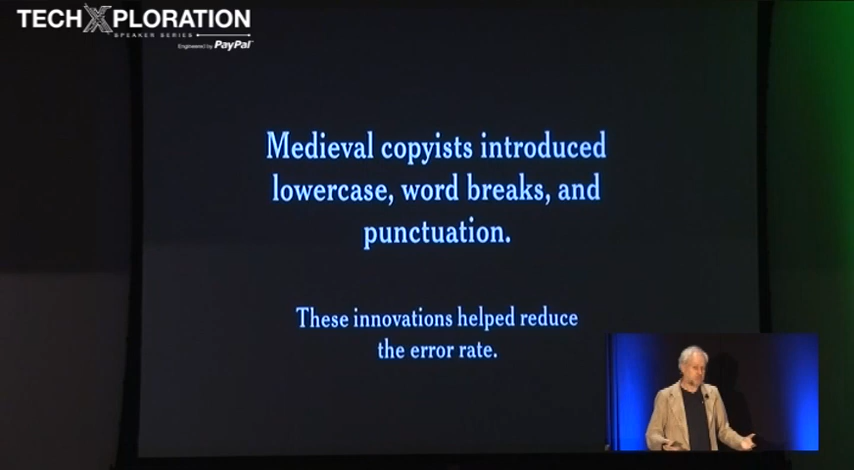 TECHXPLORATION
SPEAKER SERIES
Engineered by PayPal
Medieval copyists introduced
lowercase, word breaks, and
punctuation.
These innovations helped reduce
the error rate.